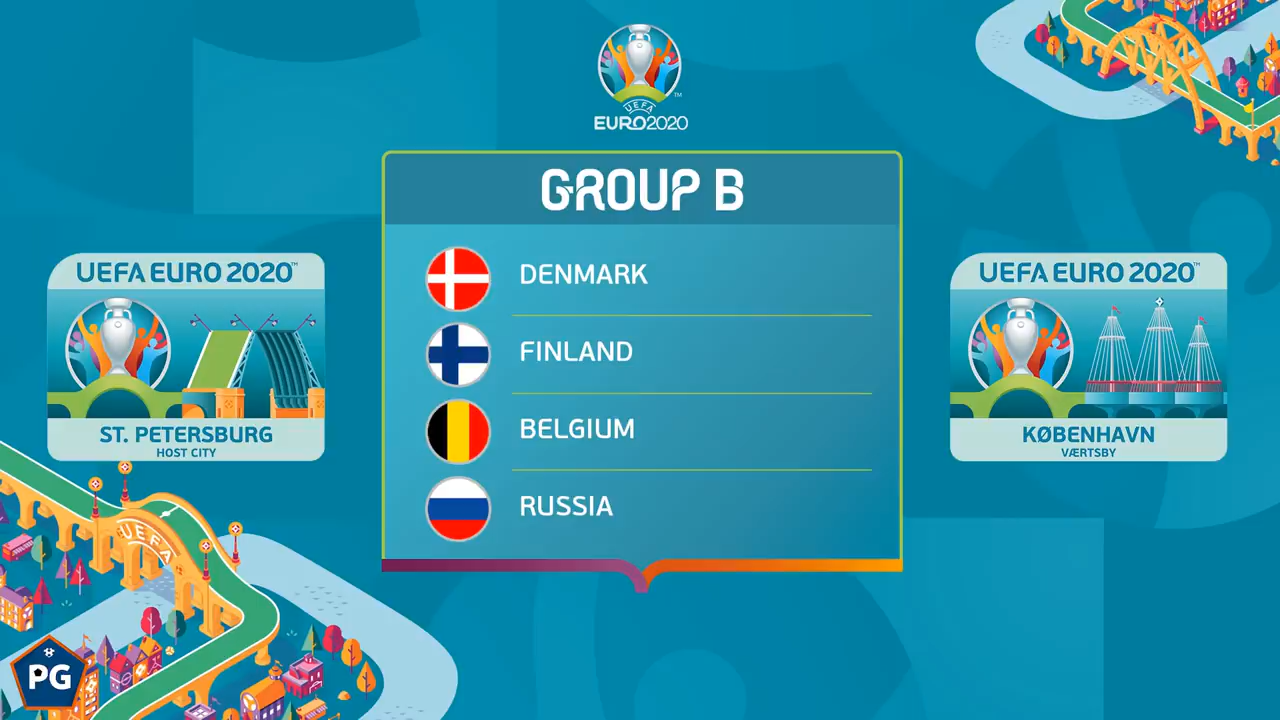 UEFA
EURO2020
™
GROUP B
DENMARK
FINLAND
BELGIUM
RUSSIA
UEFA EURO 2020™
ST. PETERSBURG
HOST CITY
UEFA EURO 2020™
KØBENHAVN
VÆRTSBY
UEFA
PG